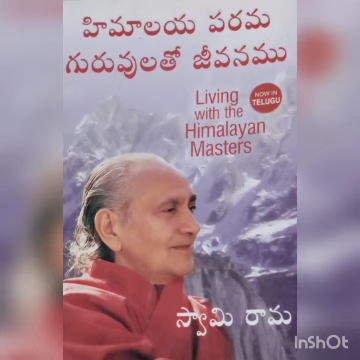 హిమాలయ పరమ
గురువులతో జీవనము
Living
with the
Himalayan
Masters
NOW IN
TELUGU
స్వామి రామ
InShOt